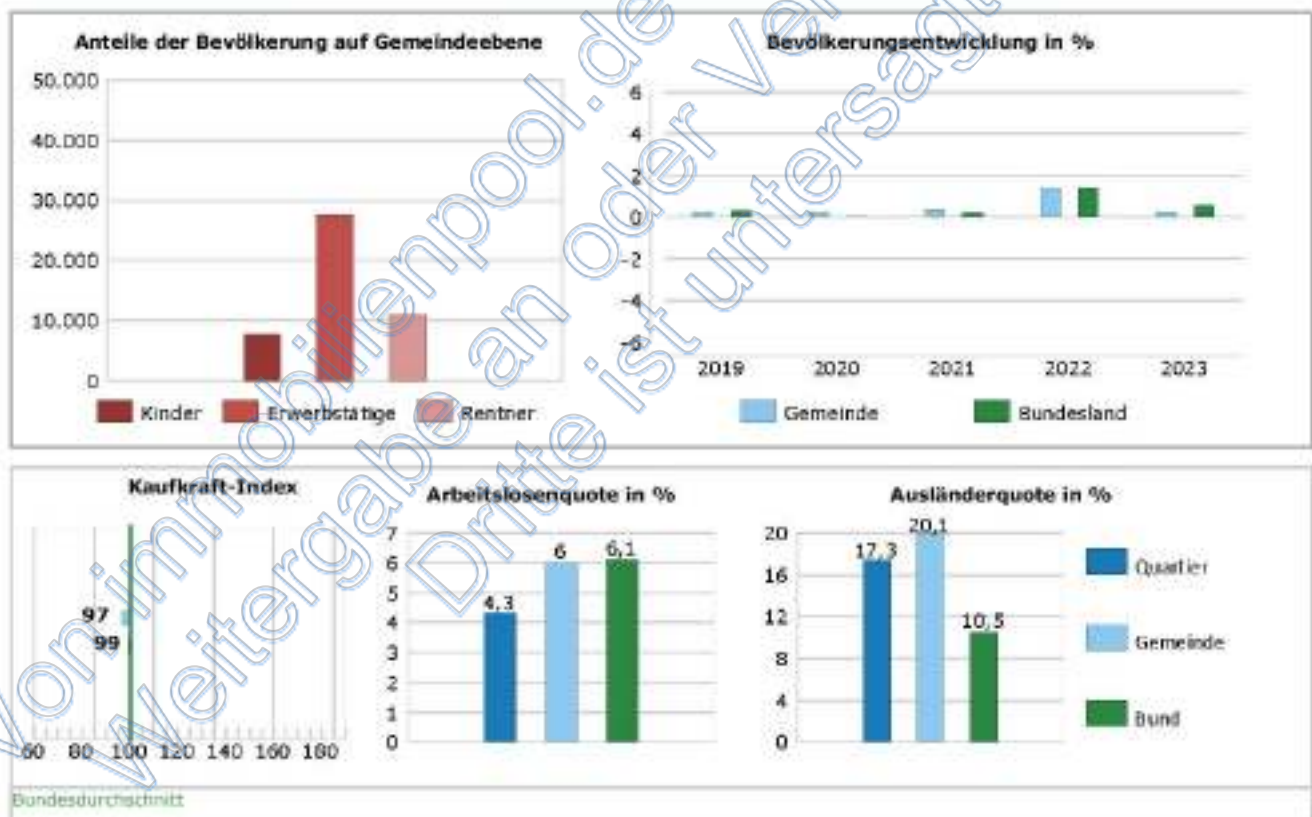 Anteile der Bevölkerung auf Gemeindeebene
50.000
40.000
30.000
20.000
10.000
0
Kinder Erwerbstätige Rentner
Bevölkerungsentwicklung in %
6
4
2
0
−2
−4
−6
2019 2020 2021 2022 2023
Gemeinde Bundesland
Kaufkraft-Index
97
99
60 80 100 120 140 160 180
Bundesdurchschnitt
Arbeitslosenquote in %
7
6
5
4
3
2
1
0
4,3 6 6,1
Ausländerquote in %
20
16
12
8
4
0
17,3 20,1 10,5
Quartier
Gemeinde
Bund
Von immobilienpool.de
Weitergabe an oder Ver
Dritte ist untersagt